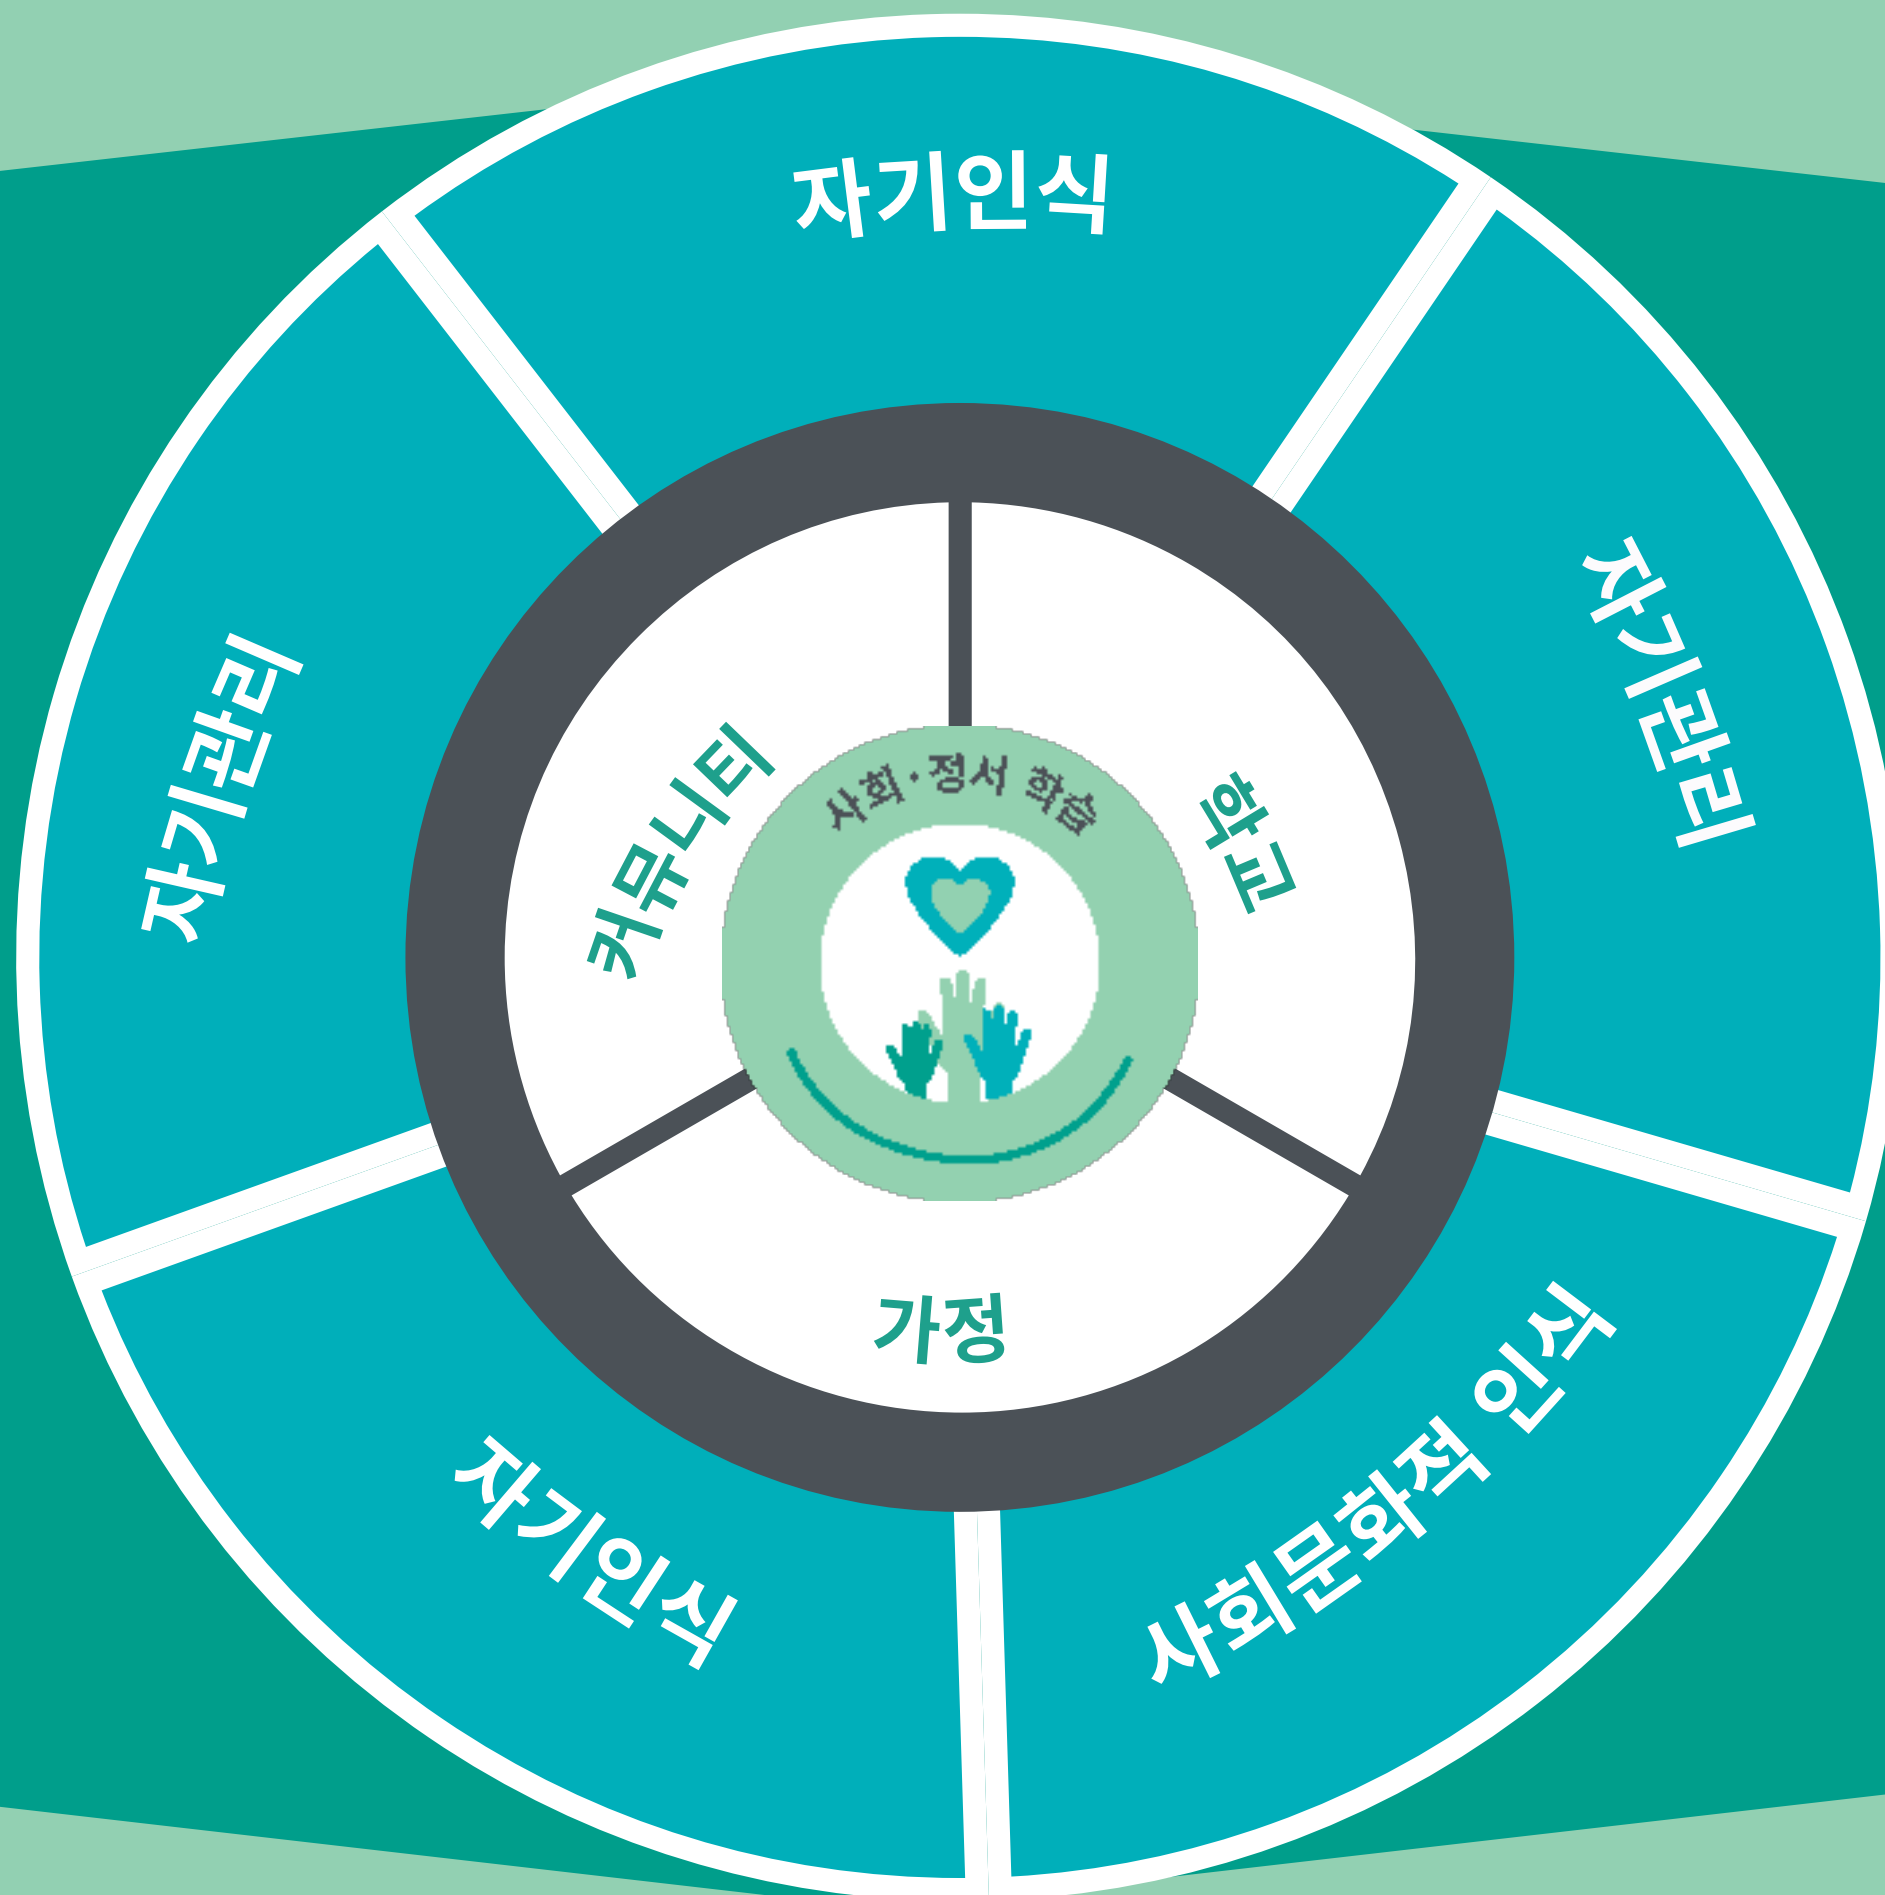 자기인식
자기관리
사회문화적 인식
자기인식
자기관리
커뮤니티
학교
가정
사회·정서 학습